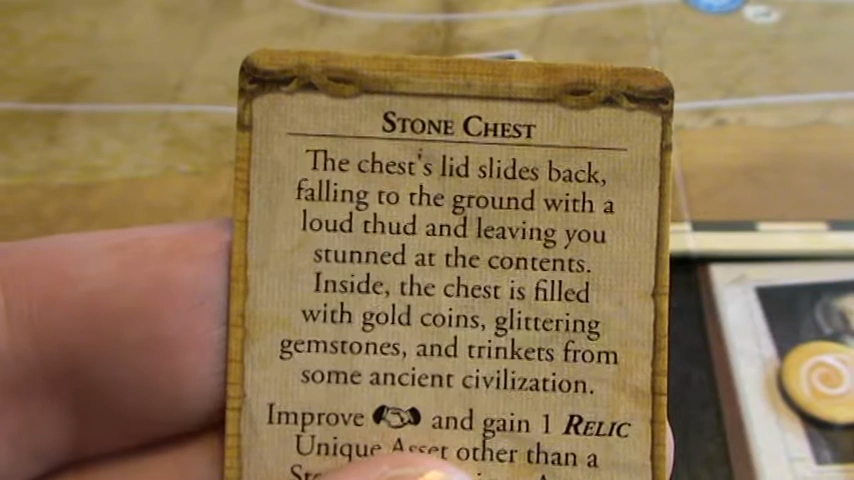 STONE CHEST
The chest's lid slides back,
falling to the ground with a
loud thud and leaving you
stunned at the contents.
Inside, the chest is filled
with gold coins, glittering
gemstones, and trinkets from
some ancient civilization.
Improve and gain 1 RELIC
Unique Asset other than a